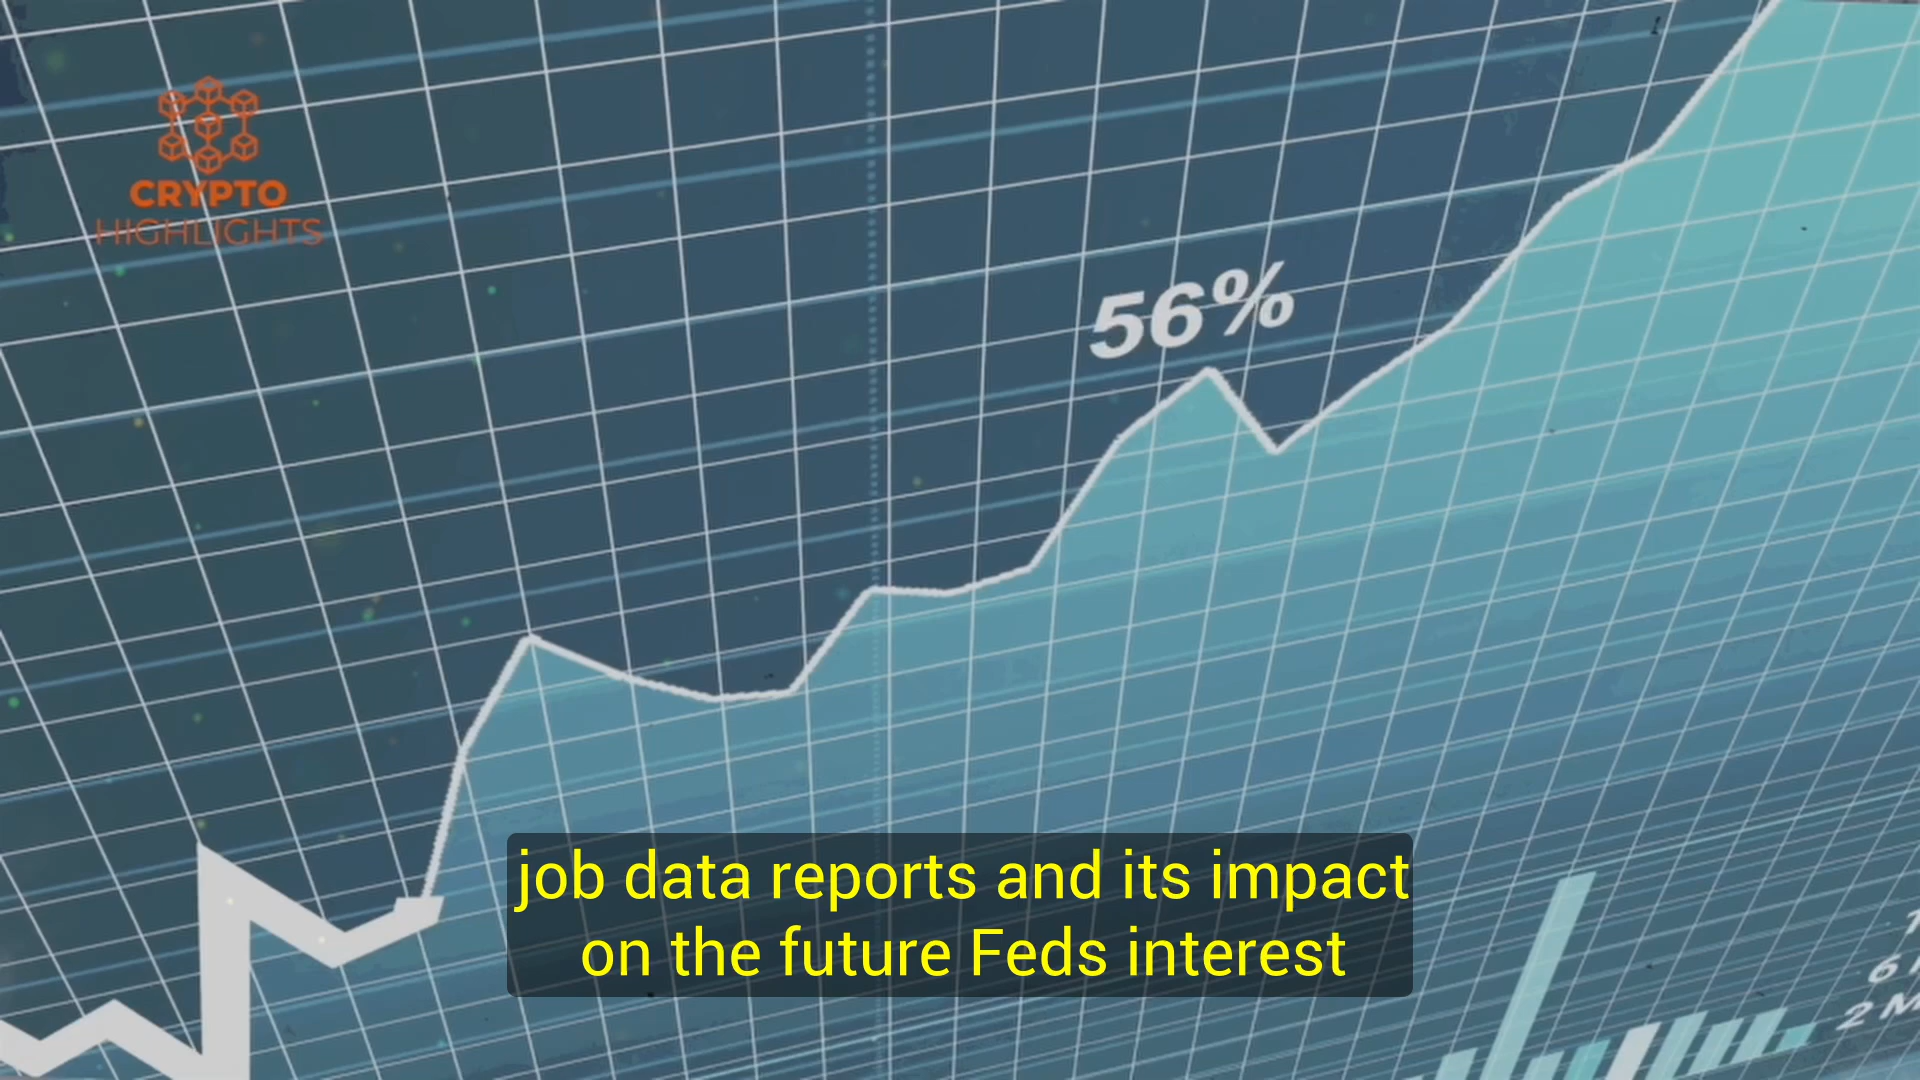 CRYPTO
HIGHLIGHTS
56%
job data reports and its impact
on the future Feds interest